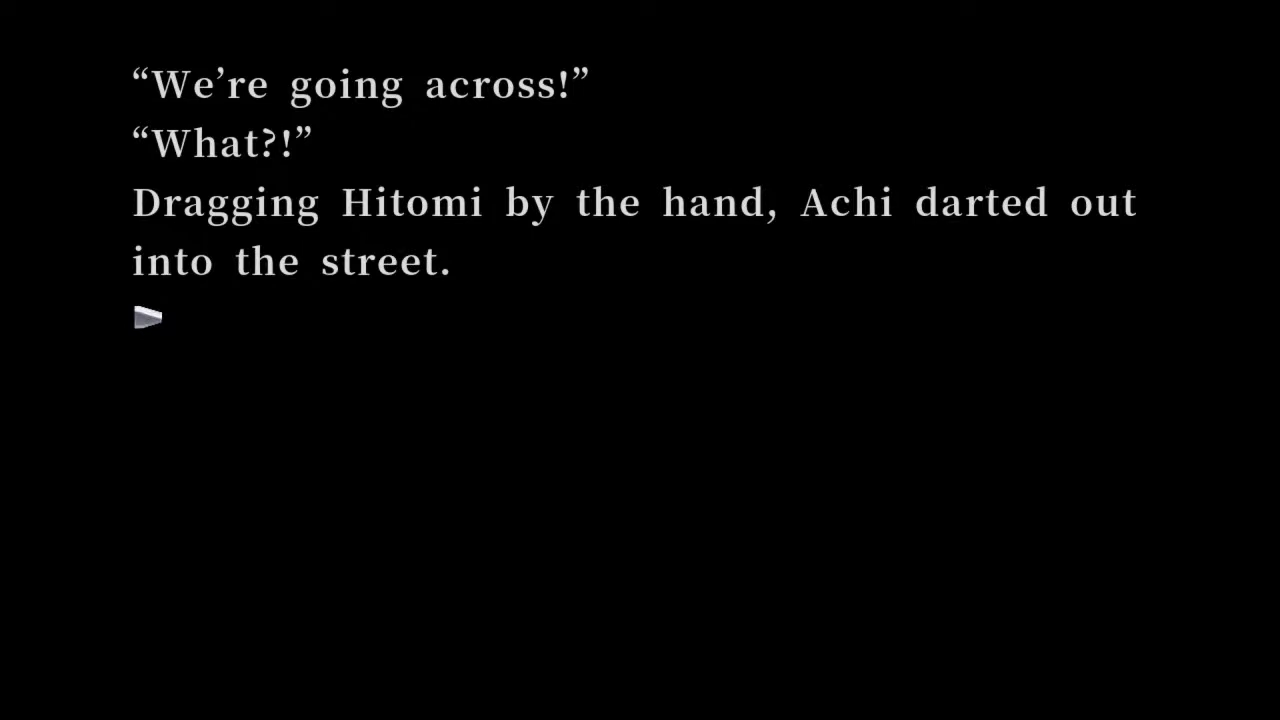 “We’re going across!”
“What?!”
Dragging Hitomi by the hand, Achi darted out
into the street.